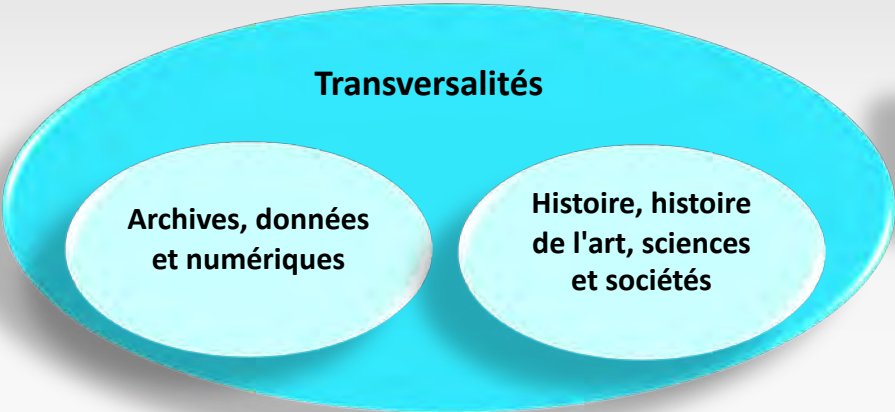 Transversalités
Archives, données
et numériques
Histoire, histoire
de l'art, sciences
et sociétés